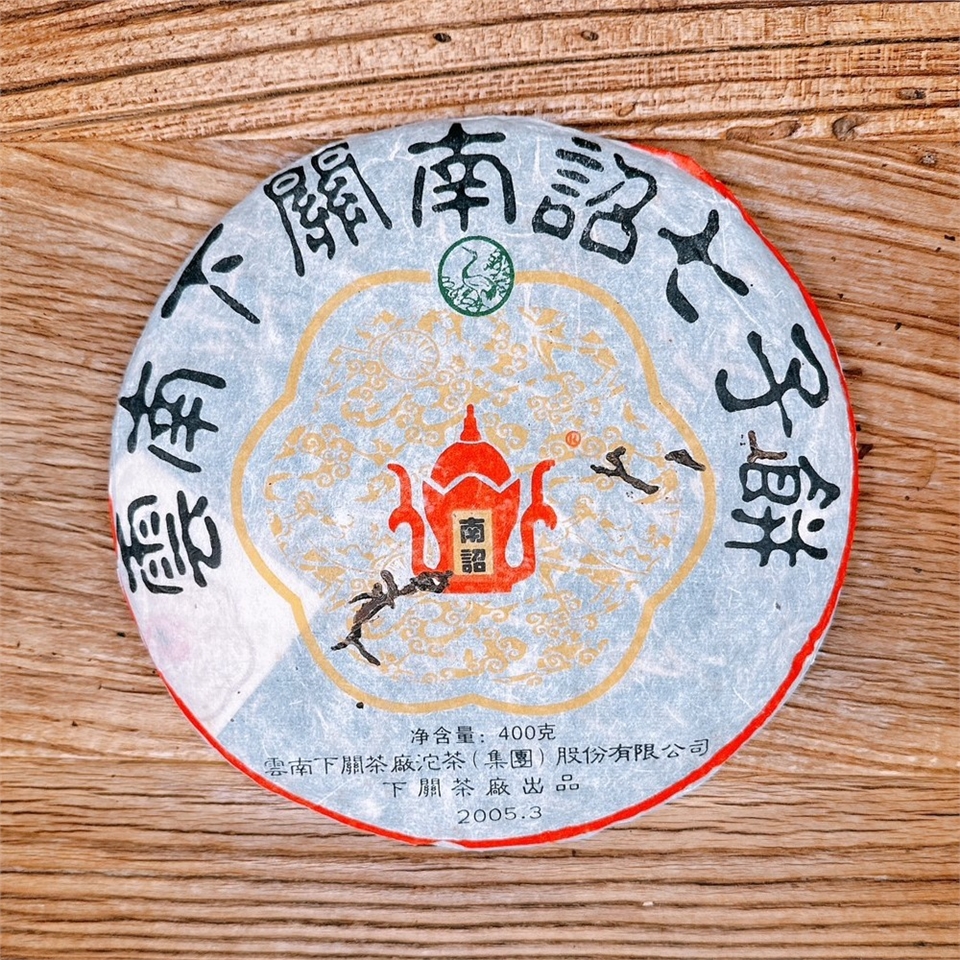 雲南下關南詔七子餅
®
南詔
净含量：400克
雲南下關茶廠沱茶（集團）股份有限公司
下關茶廠出品
2005.3